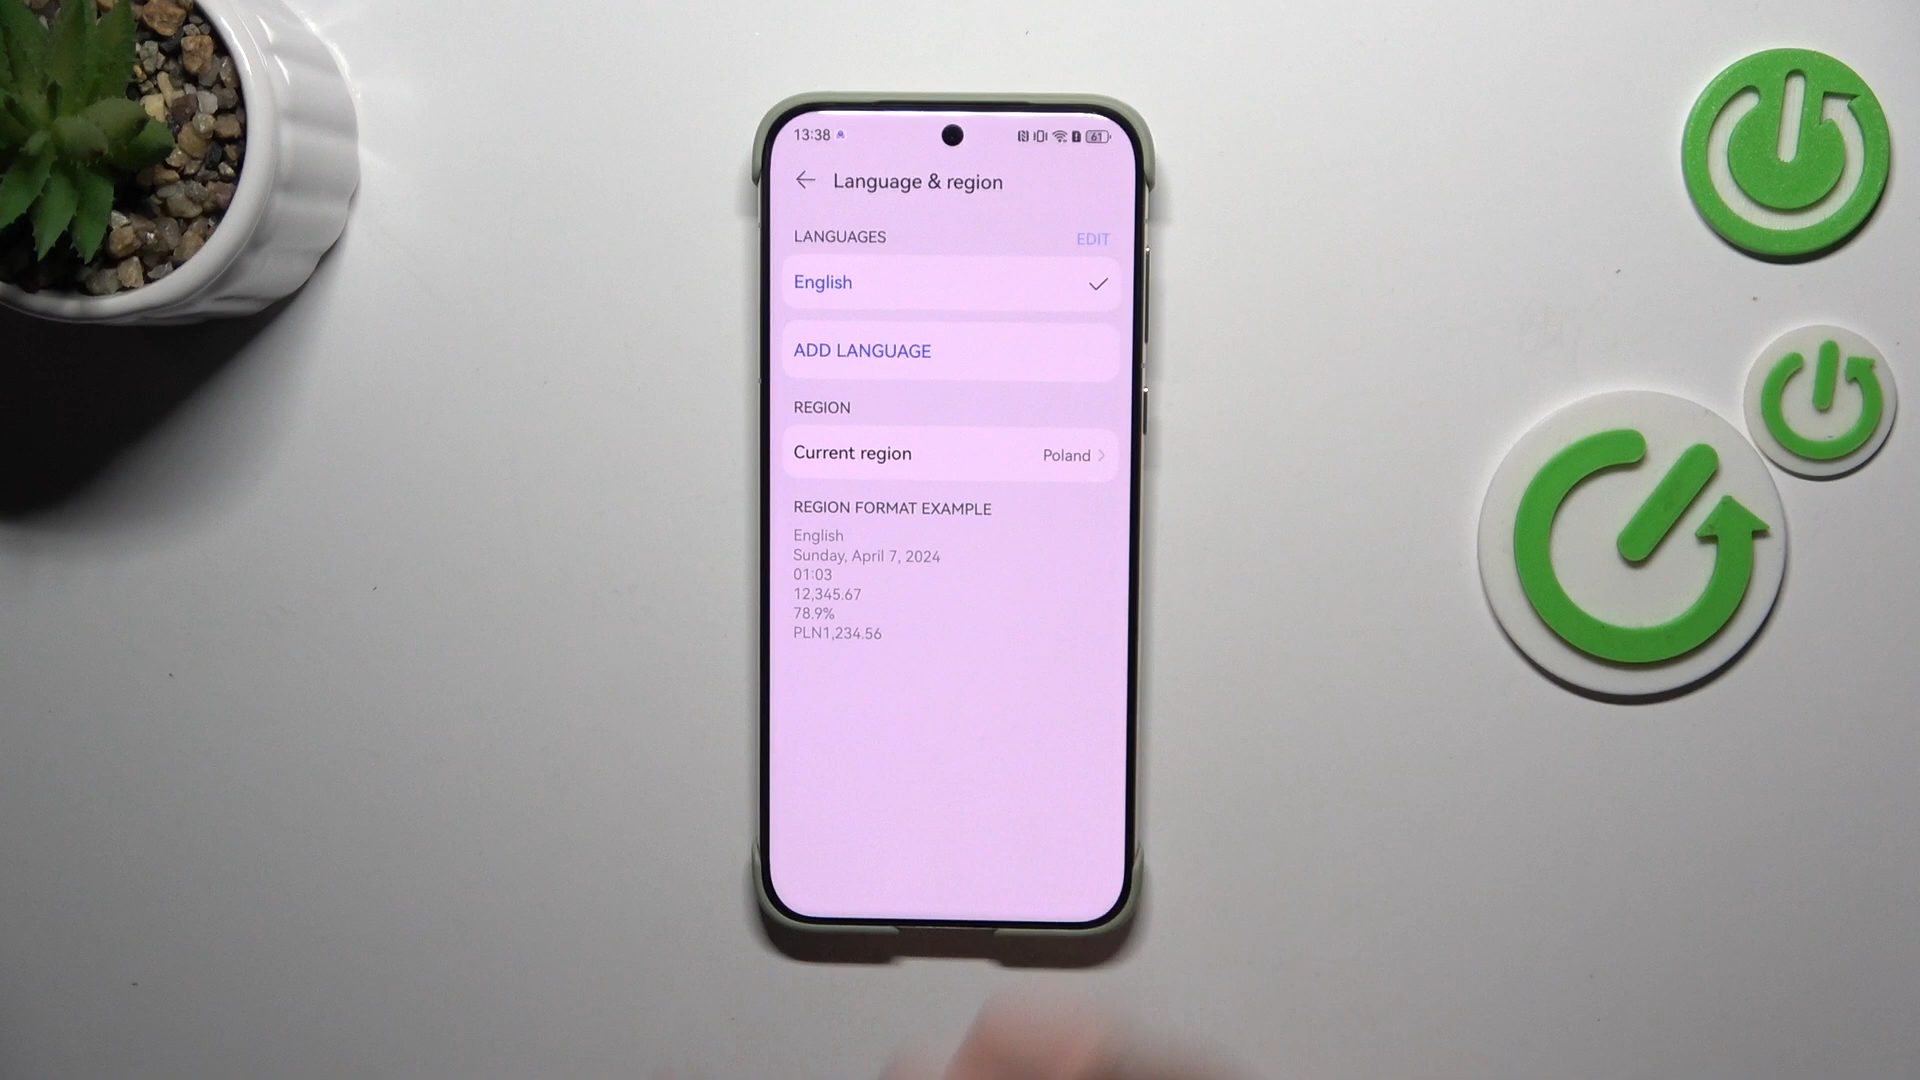 13:38
61
Language & region
LANGUAGES
EDIT
English
ADD LANGUAGE
REGION
Current region
Poland
REGION FORMAT EXAMPLE
English
Sunday, April 7, 2024
01:03
12,345.67
78.9%
PLN1,234.56